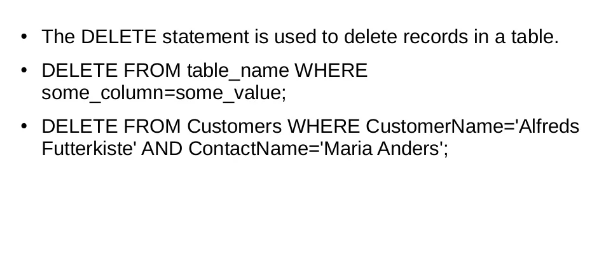 • The DELETE statement is used to delete records in a table.
• DELETE FROM table_name WHERE
some_column=some_value;
• DELETE FROM Customers WHERE CustomerName='Alfreds
Futterkiste' AND ContactName='Maria Anders';